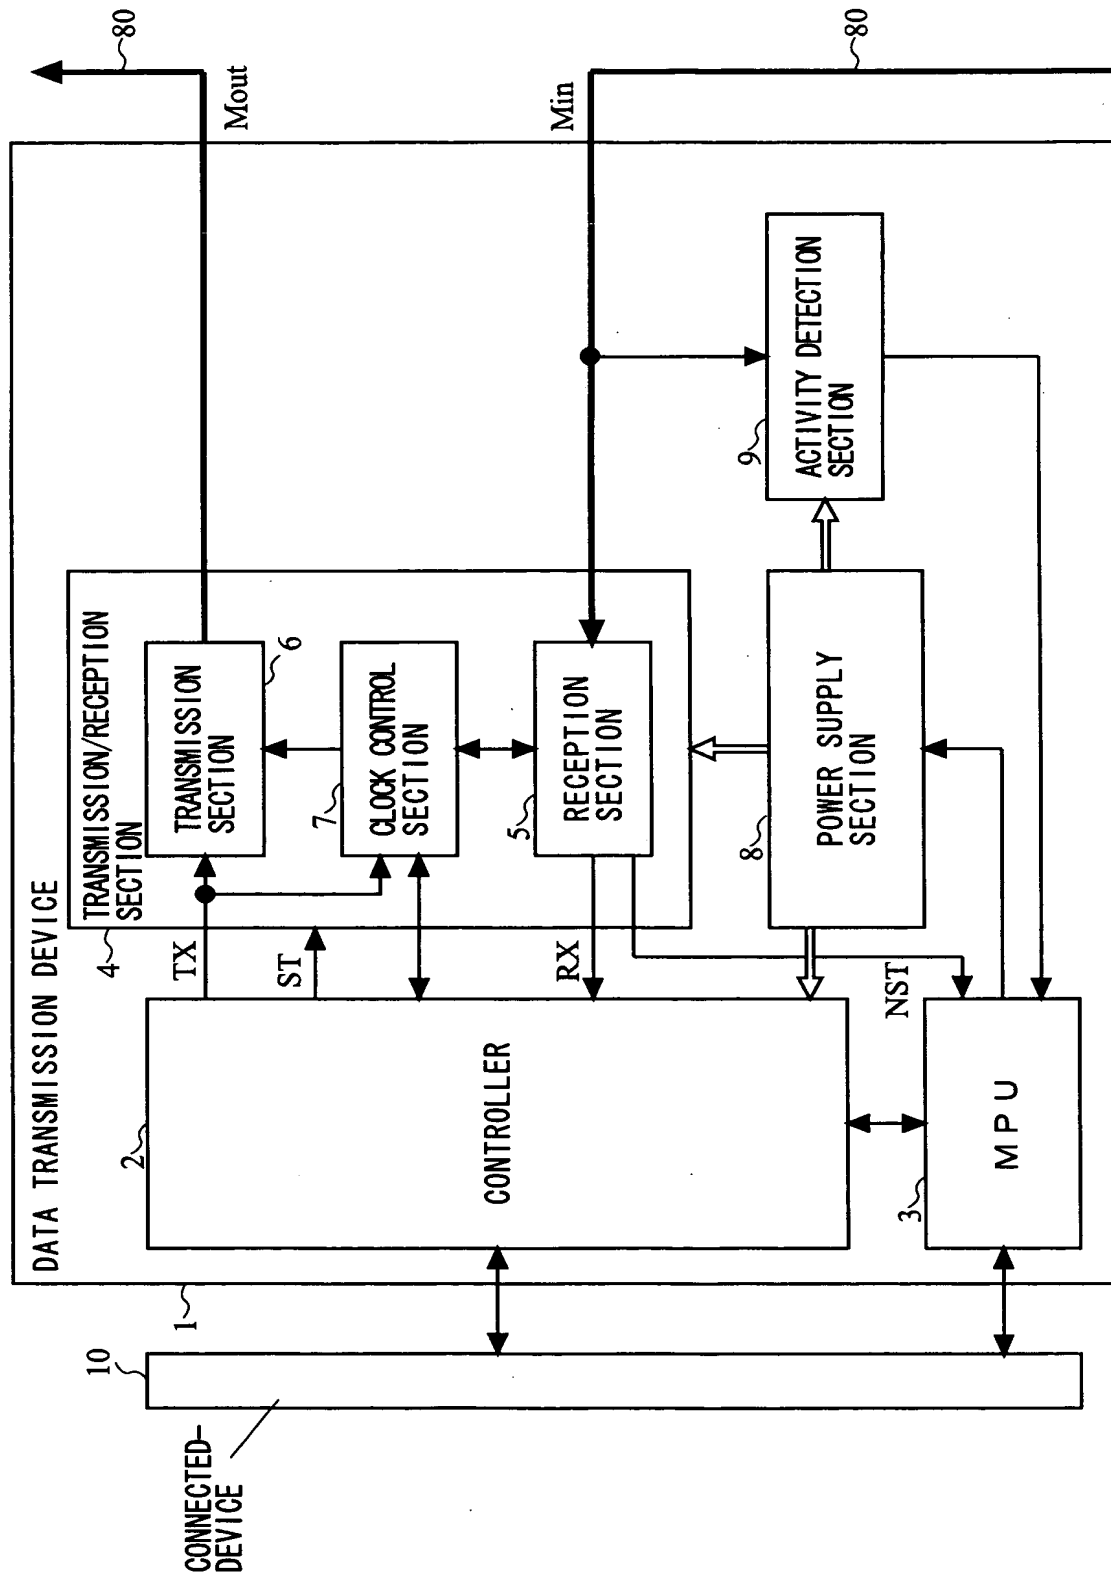 DATA TRANSMISSION DEVICE
1
CONNECTED-
DEVICE
10
2
CONTROLLER
3
MPU
TRANSMISSION/RECEPTION
SECTION
4
TX
ST
RX
NST
TRANSMISSION
SECTION
6
7
CLOCK CONTROL
SECTION
5
RECEPTION
SECTION
8
POWER SUPPLY
SECTION
9
ACTIVITY DETECTION
SECTION
Mout
80
Min
80